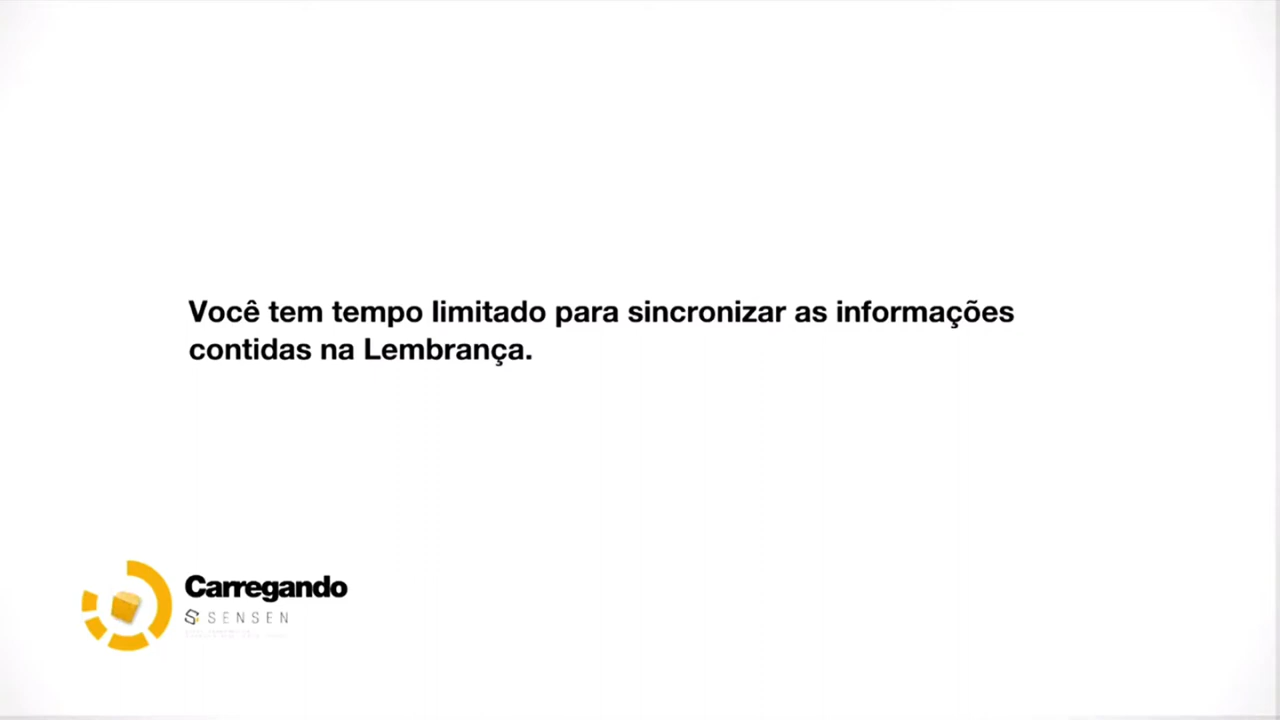 Você tem tempo limitado para sincronizar as informações
contidas na Lembrança.
Carregando
SENSEN